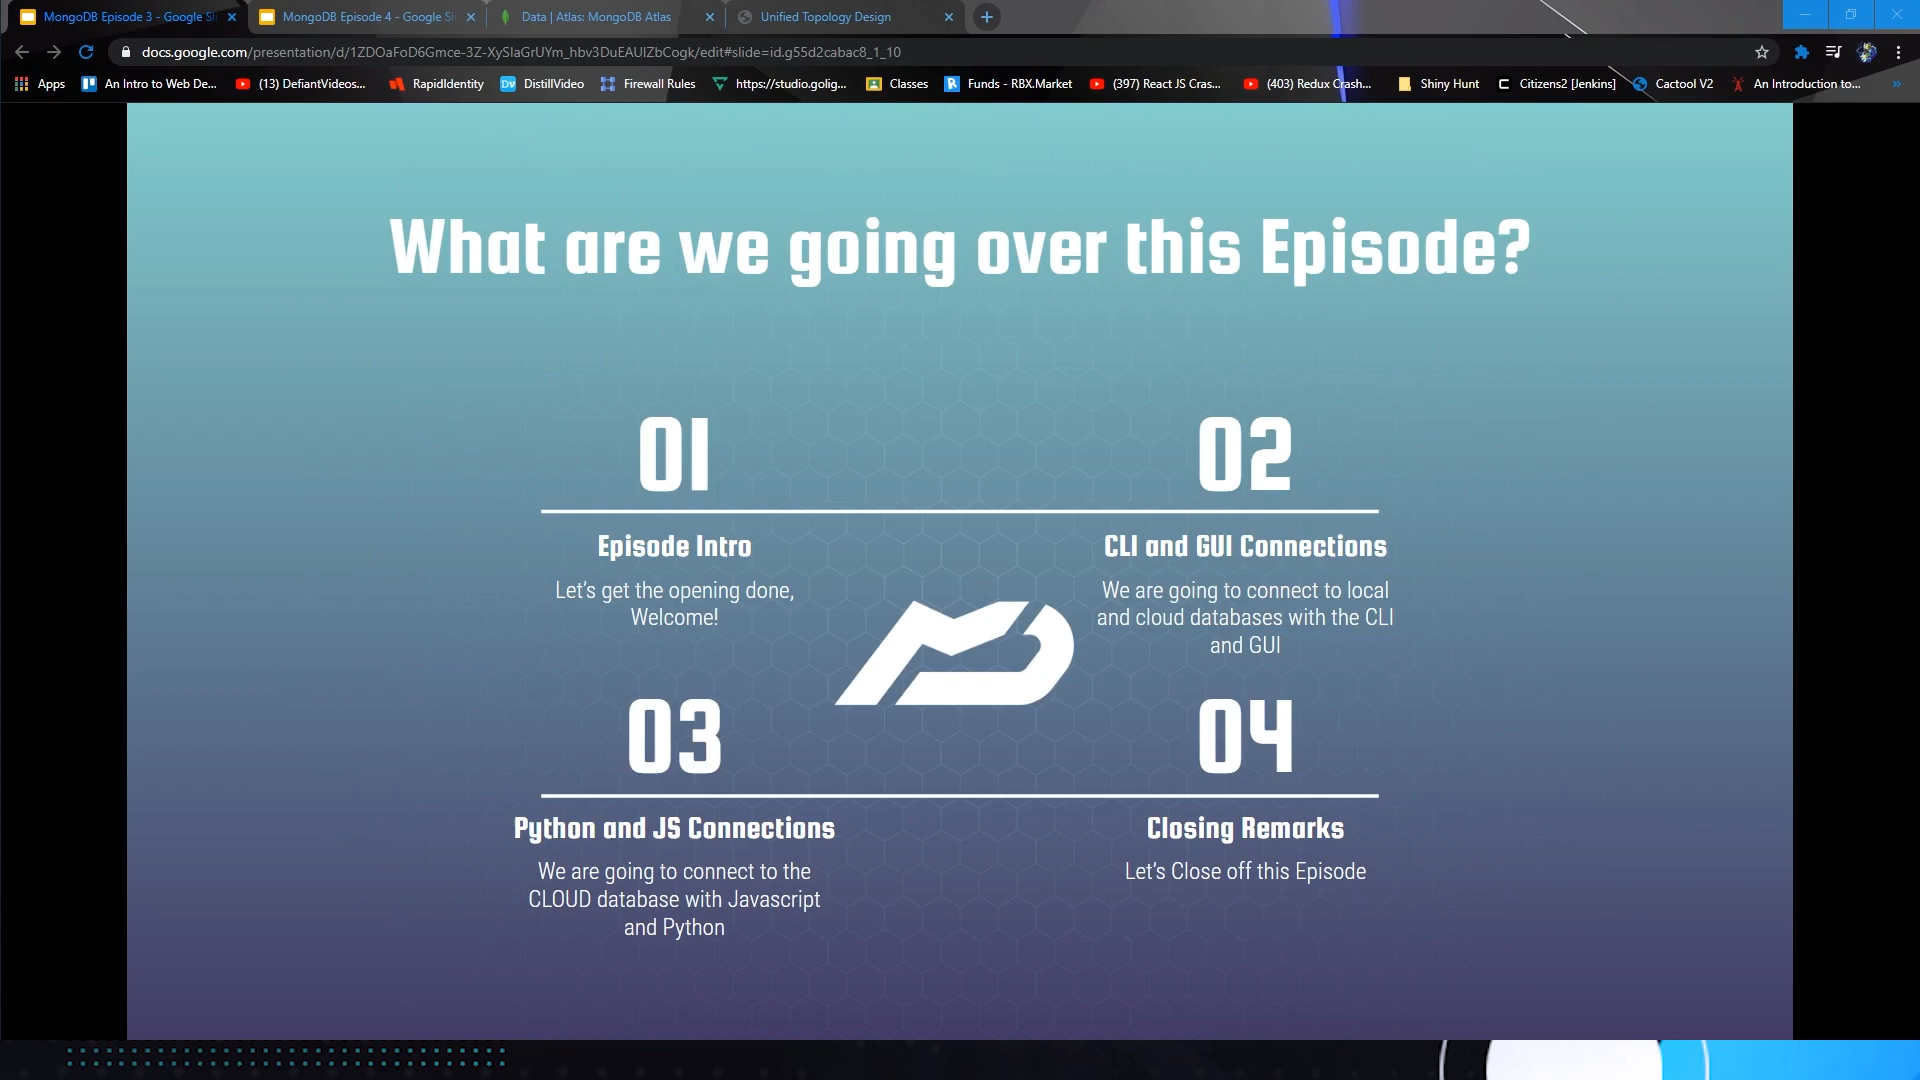 MongoDB Episode 3 - Google Sl
MongoDB Episode 4 - Google Sl
Data | Atlas: MongoDB Atlas
Unified Topology Design
docs.google.com/presentation/d/1ZDOaFoD6Gmce-3Z-XySlaGrUYm_hbv3DuEAUlZbCogk/edit#slide=id.g55d2cabac8_1_10
Apps
An Intro to Web De...
(13) DefiantVideos...
RapidIdentity
Dv
DistillVideo
Firewall Rules
https://studio.golig...
Classes
R
Funds - RBX.Market
(397) React JS Cras...
(403) Redux Crash...
Shiny Hunt
C
Citizens2 [Jenkins]
Cactool V2
An Introduction to...
What are we going over this Episode?
01
Episode Intro
Let's get the opening done,
Welcome!
02
CLI and GUI Connections
We are going to connect to local
and cloud databases with the CLI
and GUI
03
Python and JS Connections
We are going to connect to the
CLOUD database with Javascript
and Python
04
Closing Remarks
Let's Close off this Episode